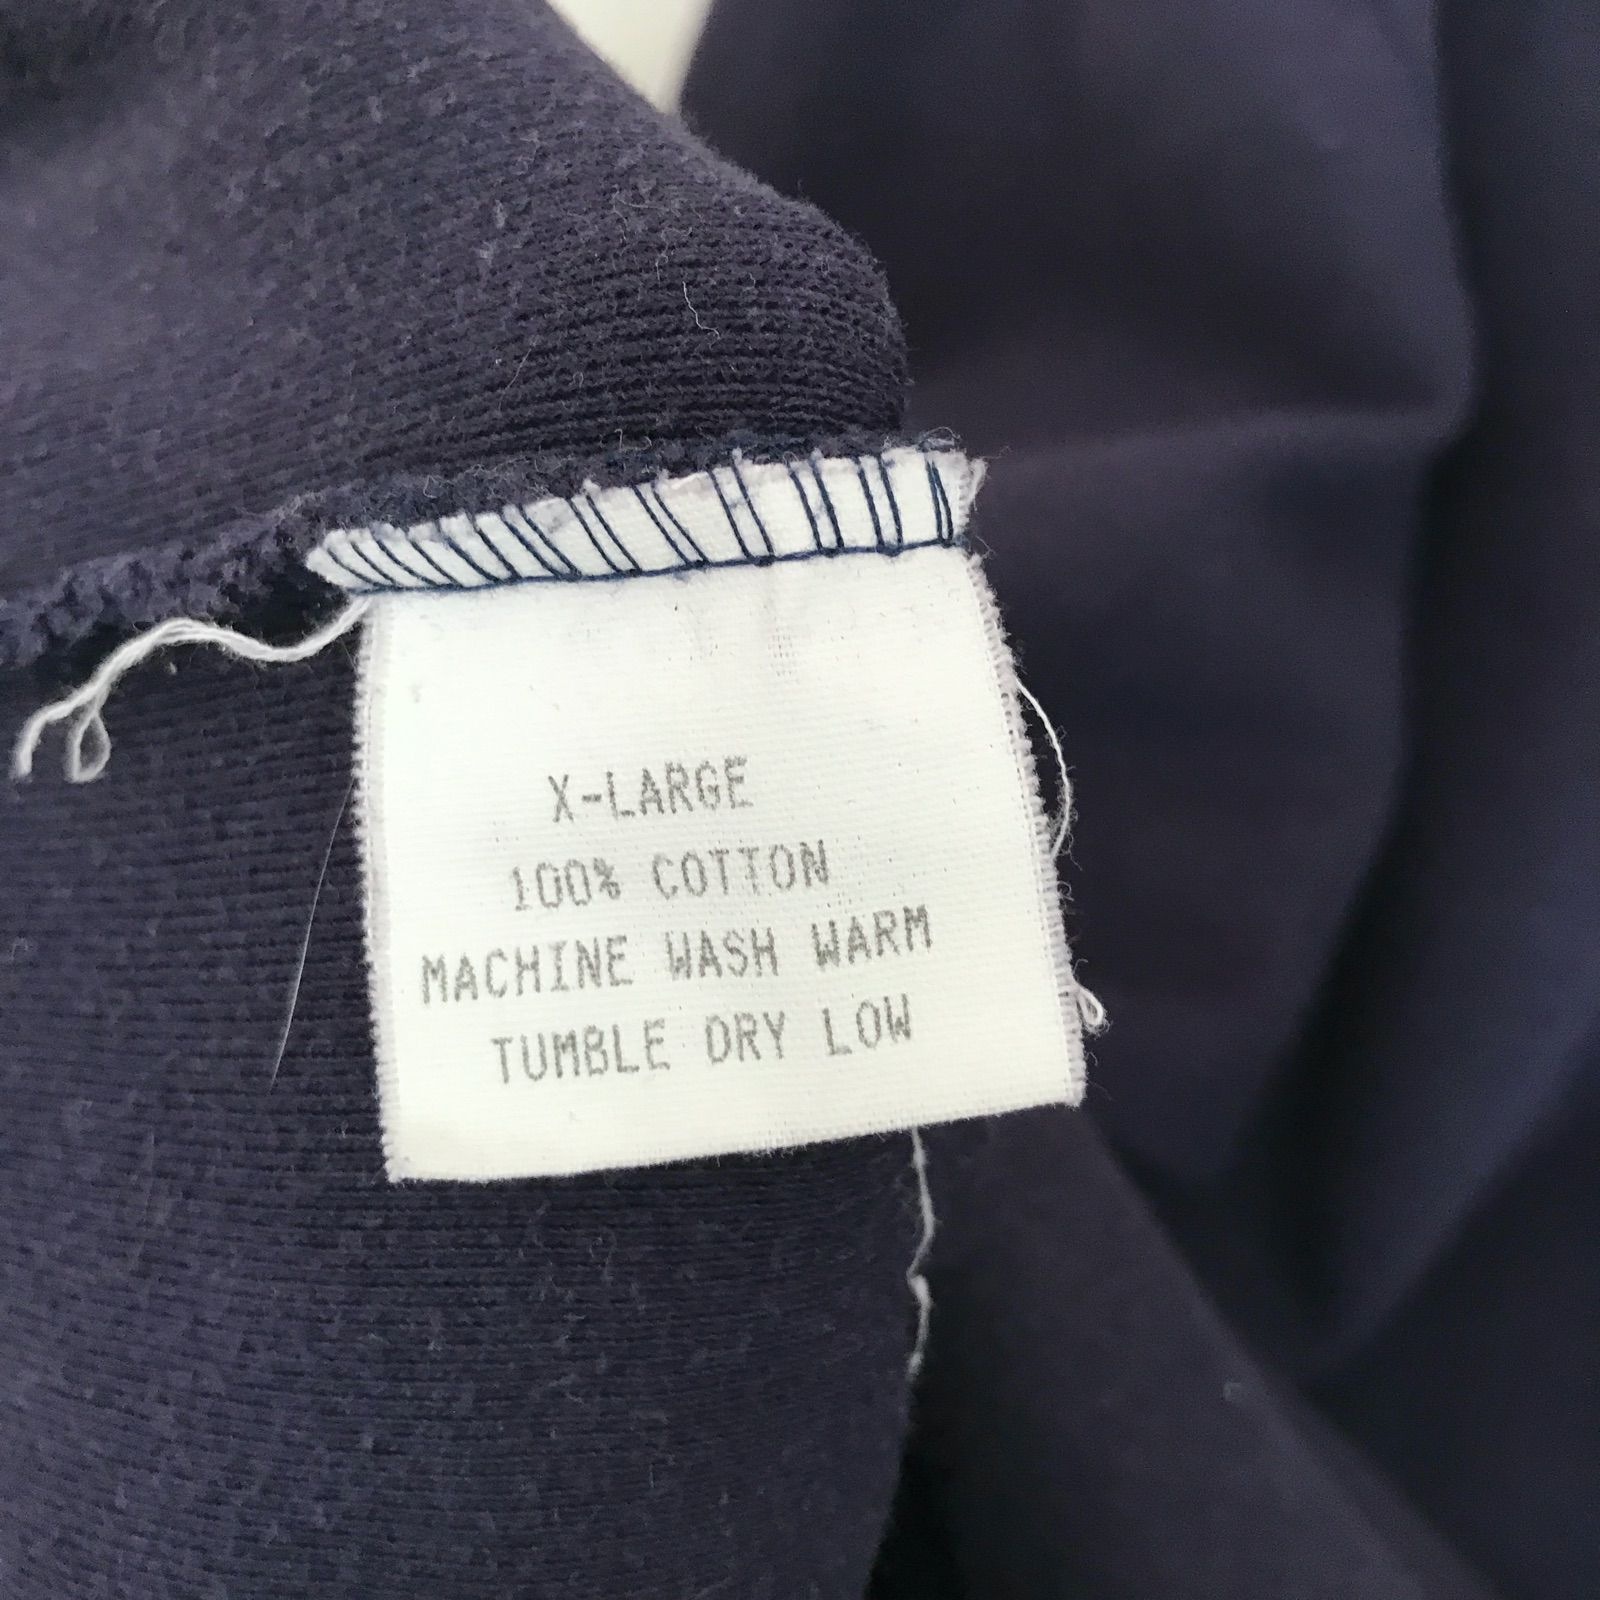 X-LARGE
100% COTTON
MACHINE WASH WARM
TUMBLE DRY LOW